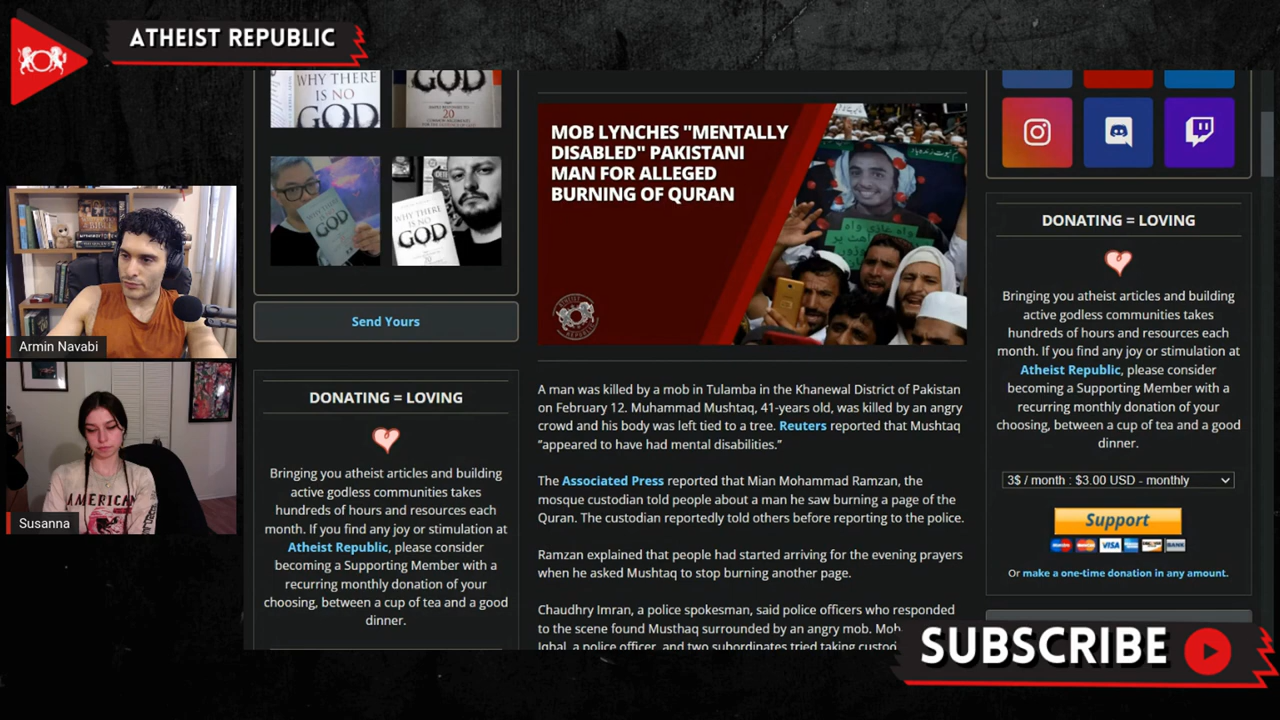 ATHEIST REPUBLIC
WHY THERE
IS NO
GOD
GOD
20
GOD
WHY THERE
IS NO
GOD
20
Send Yours
DONATING = LOVING
Bringing you atheist articles and building
active godless communities takes
hundreds of hours and resources each
month. If you find any joy or stimulation at
Atheist Republic, please consider
becoming a Supporting Member with a
recurring monthly donation of your
choosing, between a cup of tea and a good
dinner.
MOB LYNCHES "MENTALLY
DISABLED" PAKISTANI
MAN FOR ALLEGED
BURNING OF QURAN
A man was killed by a mob in Tulamba in the Khanewal District of Pakistan
on February 12. Muhammad Mushtaq, 41-years old, was killed by an angry
crowd and his body was left tied to a tree. Reuters reported that Mushtaq
"appeared to have had mental disabilities."
The Associated Press reported that Mian Mohammad Ramzan, the
mosque custodian told people about a man he saw burning a page of the
Quran. The custodian reportedly told others before reporting to the police.
Ramzan explained that people had started arriving for the evening prayers
when he asked Mushtaq to stop burning another page.
Chaudhry Imran, a police spokesman, said police officers who responded
to the scene found Musthaq surrounded by an angry mob.
Iqbal, a police officer, and two subordinates tried taking
DONATING = LOVING
Bringing you atheist articles and building
active godless communities takes
hundreds of hours and resources each
month. If you find any joy or stimulation at
Atheist Republic, please consider
becoming a Supporting Member with a
recurring monthly donation of your
choosing, between a cup of tea and a good
dinner.
3$ / month : $3.00 USD - monthly
Support
VISA
BANK
Or make a one-time donation in any amount.
Armin Navabi
AMERICAN
Susanna
SUBSCRIBE